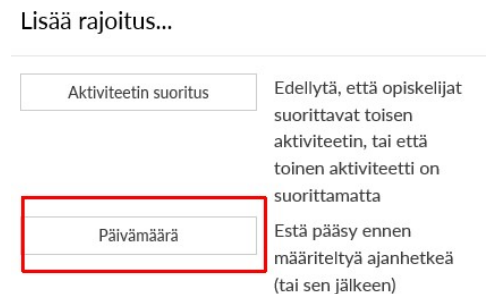 Lisää rajoitus...
Aktiviteetin suoritus
Edellytä, että opiskelijat
suorittavat toisen
aktiviteetin, tai että
toinen aktiviteetti on
suorittamatta
Päivämäärä
Estä pääsy ennen
määriteltyä ajanhetkeä
(tai sen jälkeen)